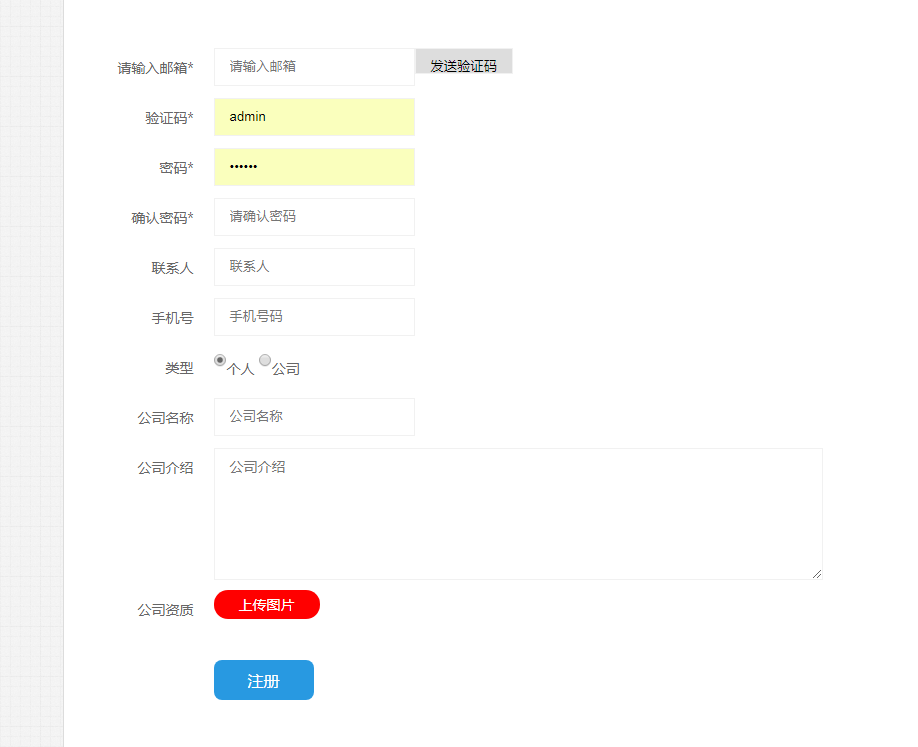 请输入邮箱* 请输入邮箱 发送验证码
验证码* admin
密码* ••••••
确认密码* 请确认密码
联系人 联系人
手机号 手机号码
类型 个人 公司
公司名称 公司名称
公司介绍 公司介绍
公司资质 上传图片
注册